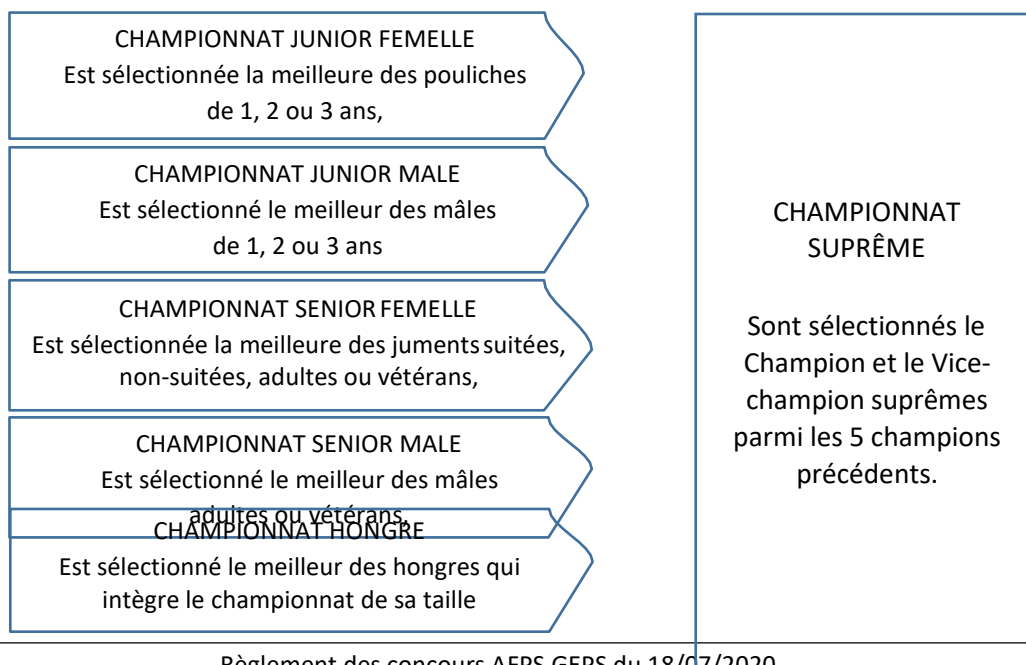 CHAMPIONNAT JUNIOR FEMELLE
Est sélectionnée la meilleure des pouliches
de 1, 2 ou 3 ans,
CHAMPIONNAT JUNIOR MALE
Est sélectionné le meilleur des mâles
de 1, 2 ou 3 ans
CHAMPIONNAT SENIOR FEMELLE
Est sélectionnée la meilleure des juments suitées,
non-suitées, adultes ou vétérans,
CHAMPIONNAT SENIOR MALE
Est sélectionné le meilleur des mâles
adultes ou vétérans,
CHAMPIONNAT HONGRE
Est sélectionné le meilleur des hongres qui
intègre le championnat de sa taille
CHAMPIONNAT
SUPRÊME
Sont sélectionnés le
Champion et le Vice-
champion suprêmes
parmi les 5 champions
précédents.
Règlement des concours AFPS GEPS du 18/07/2020